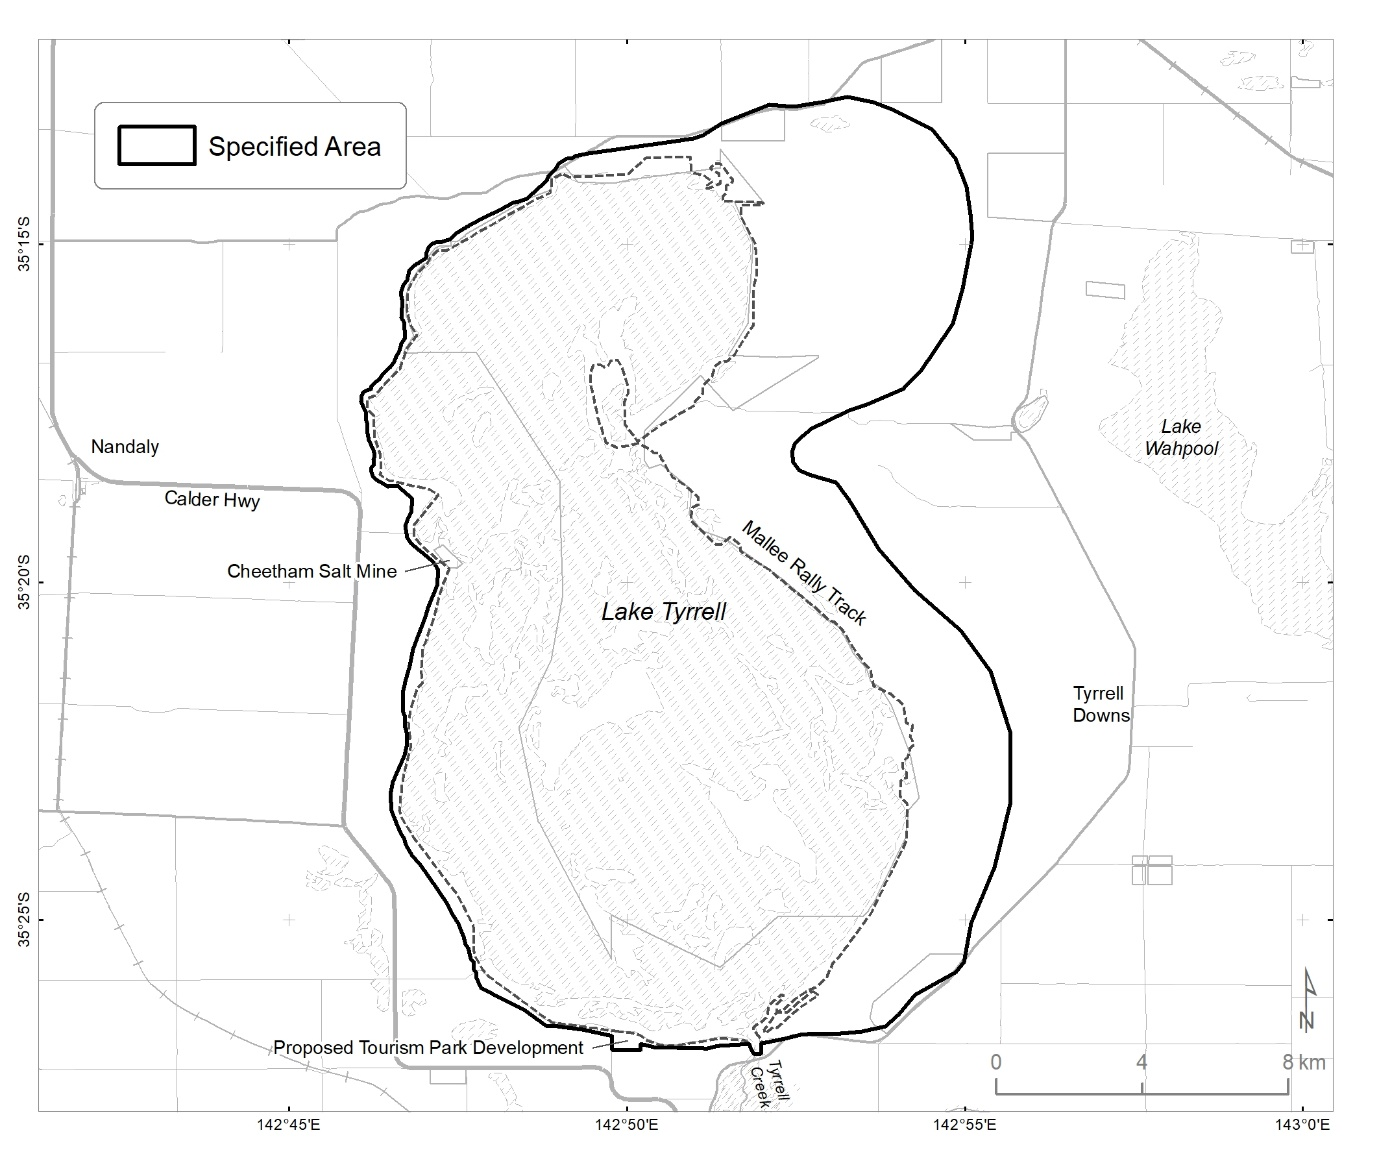 Specified Area
35°15'S
Nandaly
Calder Hwy
Lake
Wahpool
Mallee Rally Track
Cheetham Salt Mine
35°20'S
Lake Tyrrell
Tyrrell
Downs
35°25'S
N
Proposed Tourism Park Development
Tyrrell
Creek
0 4 8 km
142°45'E 142°50'E 142°55'E 143°0'E